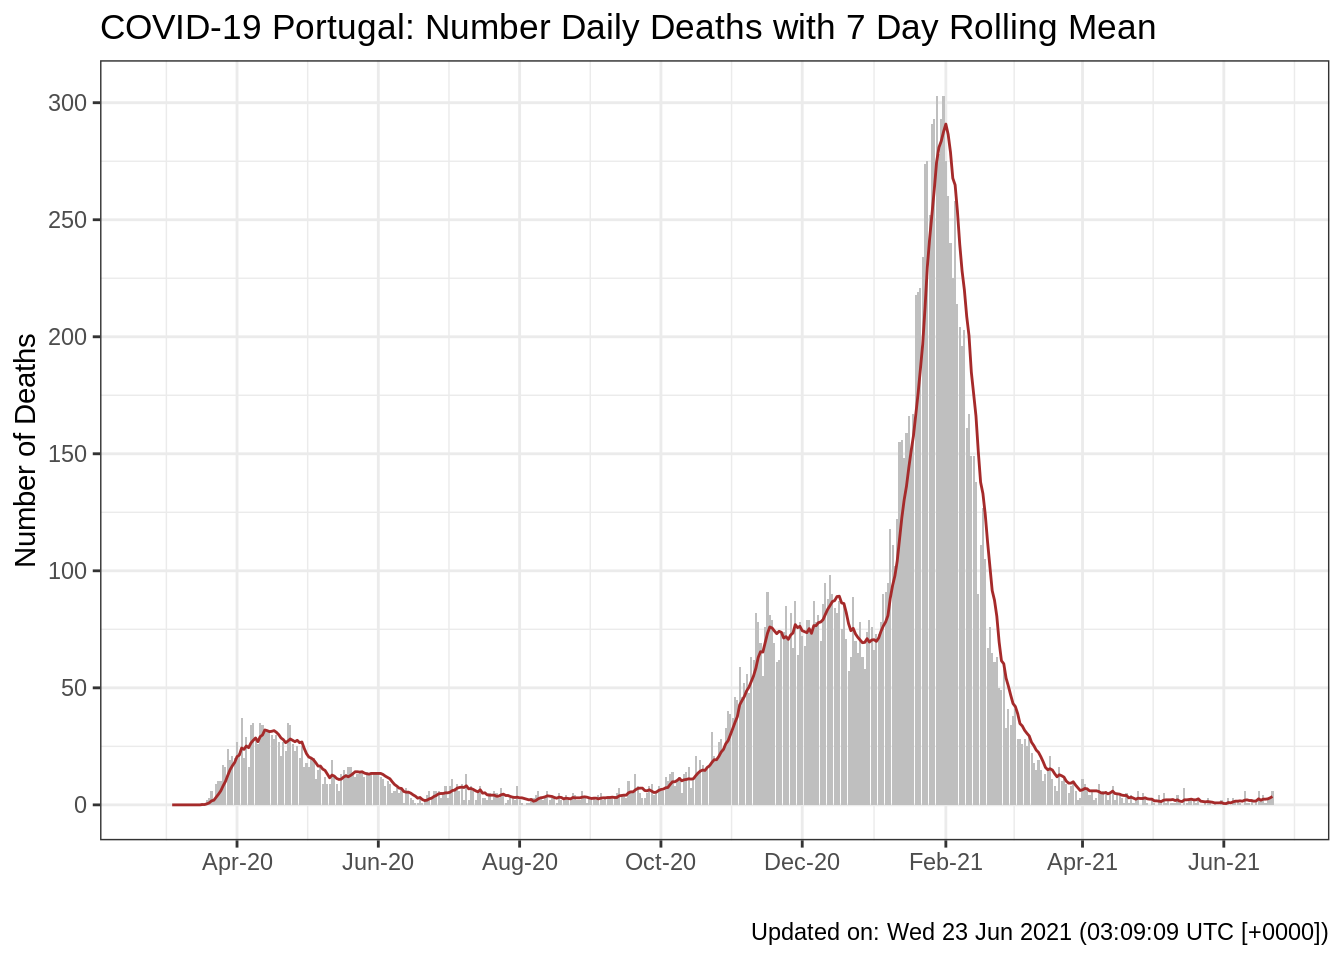 COVID-19 Portugal: Number Daily Deaths with 7 Day Rolling Mean
Number of Deaths
300
250
200
150
100
50
0
Apr-20 Jun-20 Aug-20 Oct-20 Dec-20 Feb-21 Apr-21 Jun-21
Updated on: Wed 23 Jun 2021 (03:09:09 UTC [+0000])